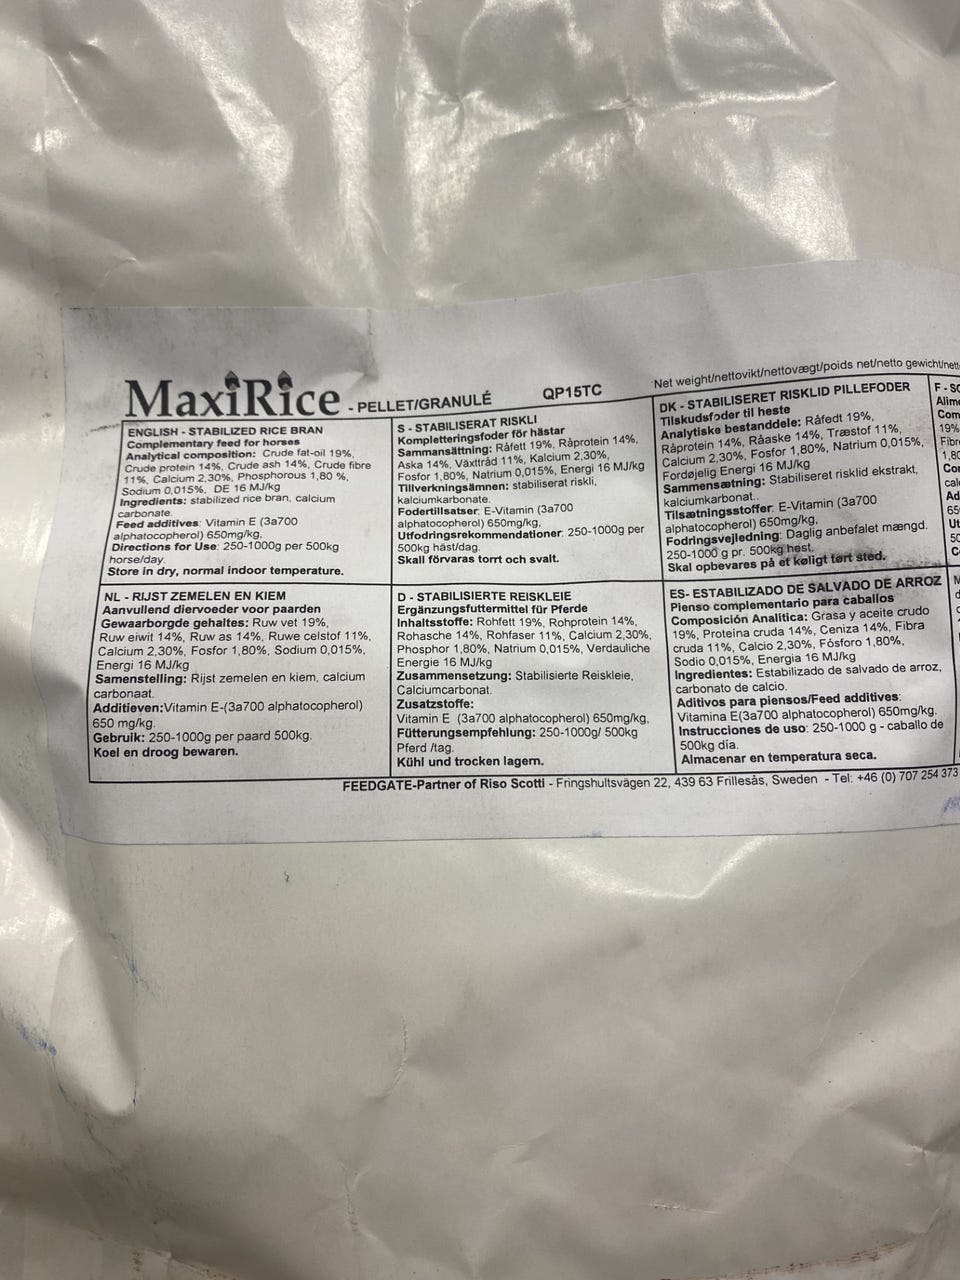 MaxiRice - PELLET/GRANULÉ QP15TC
Net weight/nettovikt/nettovægt/poids net/netto gewicht/nett
ENGLISH - STABILIZED RICE BRAN
Complementary feed for horses
Analytical composition: Crude fat-oil 19%,
Crude protein 14%, Crude ash 14%, Crude fibre
11%, Calcium 2,30%, Phosphorous 1,80 %,
Sodium 0,015%, DE 16 MJ/kg
Ingredients: stabilized rice bran, calcium
carbonate.
Feed additives: Vitamin E (3a700
alphatocopherol) 650mg/kg,
Directions for Use: 250-1000g per 500kg
horse/day.
Store in dry, normal indoor temperature.
S - STABILISERAT RISKLI
Kompletteringsfoder för hästar
Sammansättning: Råfett 19%, Råprotein 14%,
Aska 14%, Växttråd 11%, Kalcium 2,30%,
Fosfor 1,80%, Natrium 0,015%, Energi 16 MJ/kg
Tillverkningsämnen: stabiliserat riskli,
kalciumkarbonate.
Fodertillsatser: E-Vitamin (3a700
alphatocopherol) 650mg/kg,
Utfodringsrekommendationer: 250-1000g per
500kg häst/dag.
Skall förvaras torrt och svalt.
DK - STABILISERET RISKLID PILLEFODER
Tilskudsfoder til heste
Analytiske bestanddele: Råfedt 19%,
Råprotein 14%, Råaske 14%, Træstof 11%,
Calcium 2,30%, Fosfor 1,80%, Natrium 0,015%,
Fordøjelig Energi 16 MJ/kg
Sammensætning: Stabiliseret risklid ekstrakt,
kalciumkarbonat..
Tilsætningsstoffer: E-Vitamin (3a700
alphatocopherol) 650mg/kg,
Fodringsvejledning: Daglig anbefalet mængd.
250-1000 g pr. 500kg hest.
Skal opbevares på et køligt tørt sted.
F - SC
Alime
Com
19%
Fibr
1,80
Con
calc
Ad
65
Ut
50
C
NL - RIJST ZEMELEN EN KIEM
Aanvullend diervoeder voor paarden
Gewaarborgde gehaltes: Ruw vet 19%,
Ruw eiwit 14%, Ruw as 14%, Ruwe celstof 11%,
Calcium 2,30%, Fosfor 1,80%, Sodium 0,015%,
Energi 16 MJ/kg
Samenstelling: Rijst zemelen en kiem, calcium
carbonaat.
Additieven:Vitamin E-(3a700 alphatocopherol)
650 mg/kg.
Gebruik: 250-1000g per paard 500kg.
Koel en droog bewaren.
D - STABILISIERTE REISKLEIE
Ergänzungsfuttermittel für Pferde
Inhaltsstoffe: Rohfett 19%, Rohprotein 14%,
Rohasche 14%, Rohfaser 11%, Calcium 2,30%,
Phosphor 1,80%, Natrium 0,015%, Verdauliche
Energie 16 MJ/kg
Zusammensetzung: Stabilisierte Reiskleie,
Calciumcarbonat.
Zusatzstoffe:
Vitamin E (3a700 alphatocopherol) 650mg/kg,
Fütterungsempfehlung: 250-1000g/ 500kg
Pferd /tag.
Kühl und trocken lagern.
ES- ESTABILIZADO DE SALVADO DE ARROZ
Pienso complementario para caballos
Composición Analitica: Grasa y aceite crudo
19%, Proteina cruda 14%, Ceniza 14%, Fibra
cruda 11%, Calcio 2,30%, Fósforo 1,80%,
Sodio 0,015%, Energia 16 MJ/kg
Ingredientes: Estabilizado de salvado de arroz,
carbonato de calcio.
Aditivos para piensos/Feed additives:
Vitamina E(3a700 alphatocopherol) 650mg/kg.
Instrucciones de uso: 250-1000 g - caballo de
500kg día.
Almacenar en temperatura seca.
FEEDGATE-Partner of Riso Scotti - Fringshultsvägen 22, 439 63 Frillesås, Sweden - Tel: +46 (0) 707 254 373